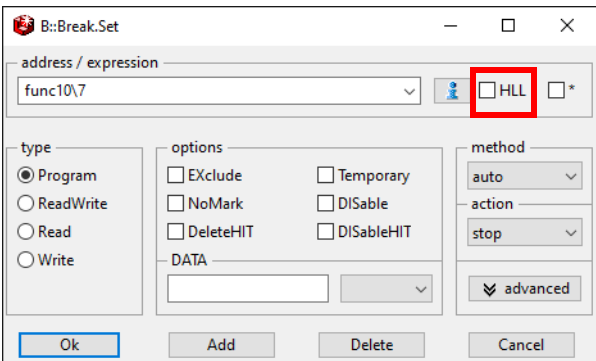 B::Break.Set
address / expression
func10\7
HLL
*
type
Program
ReadWrite
Read
Write
options
EXclude
Temporary
NoMark
DISable
DeleteHIT
DISableHIT
DATA
method
auto
action
stop
advanced
Ok
Add
Delete
Cancel